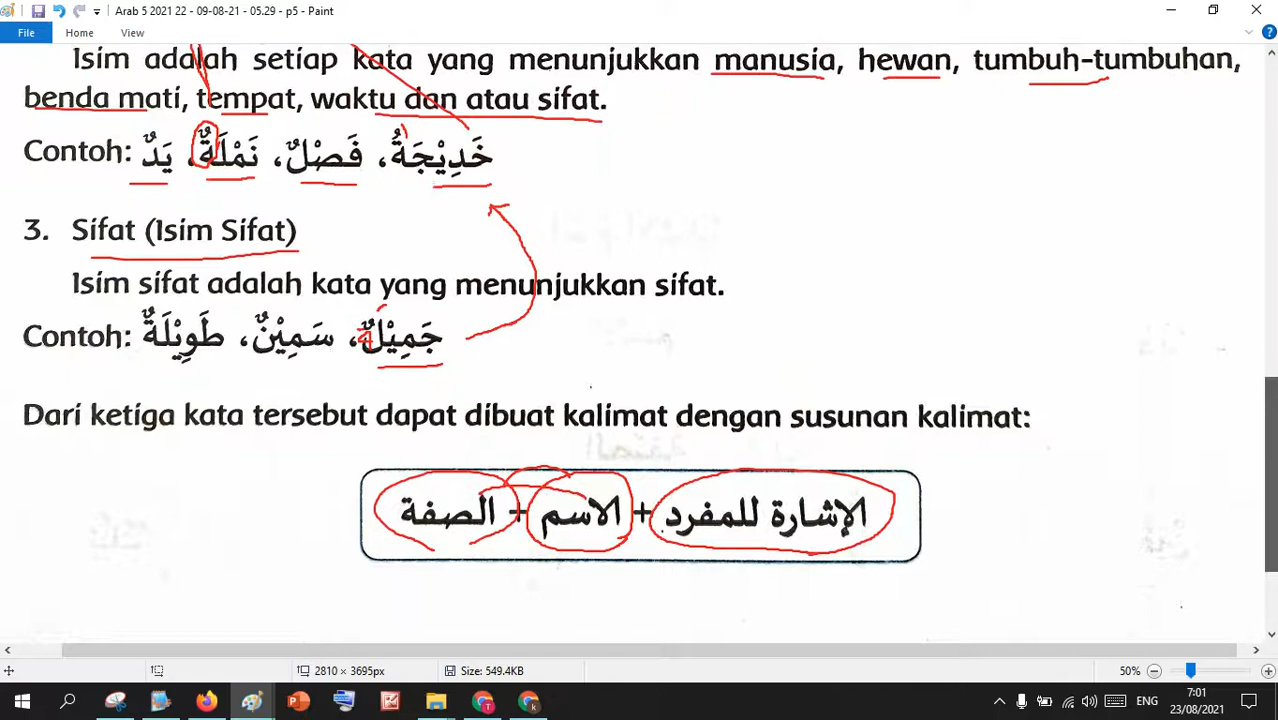 Arab 5 2021 22 - 09-08-21 - 05.29 - p5 - Paint
File Home View
Isim adalah setiap kata yang menunjukkan manusia, hewan, tumbuh-tumbuhan,
benda mati, tempat, waktu dan atau sifat.
Contoh: خَدِيْجَةُ، فَصْلٌ، نَمْلَةٌ، يَدٌ
3. Sifat (Isim Sifat)
Isim sifat adalah kata yang menunjukkan sifat.
Contoh: جَمِيْلٌ، سَمِيْنٌ، طَوِيْلَةٌ
Dari ketiga kata tersebut dapat dibuat kalimat dengan susunan kalimat:
الإشارة للمفرد + الاسم + الصفة
2810 × 3695px Size: 549.4KB 50%
ENG 7:01
23/08/2021